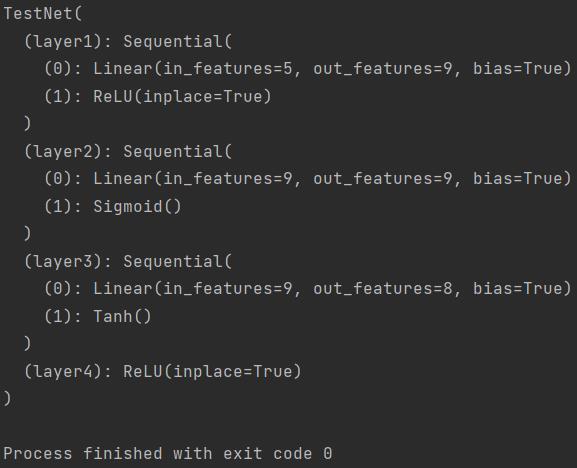 TestNet(
  (layer1): Sequential(
    (0): Linear(in_features=5, out_features=9, bias=True)
    (1): ReLU(inplace=True)
  )
  (layer2): Sequential(
    (0): Linear(in_features=9, out_features=9, bias=True)
    (1): Sigmoid()
  )
  (layer3): Sequential(
    (0): Linear(in_features=9, out_features=8, bias=True)
    (1): Tanh()
  )
  (layer4): ReLU(inplace=True)
)

Process finished with exit code 0